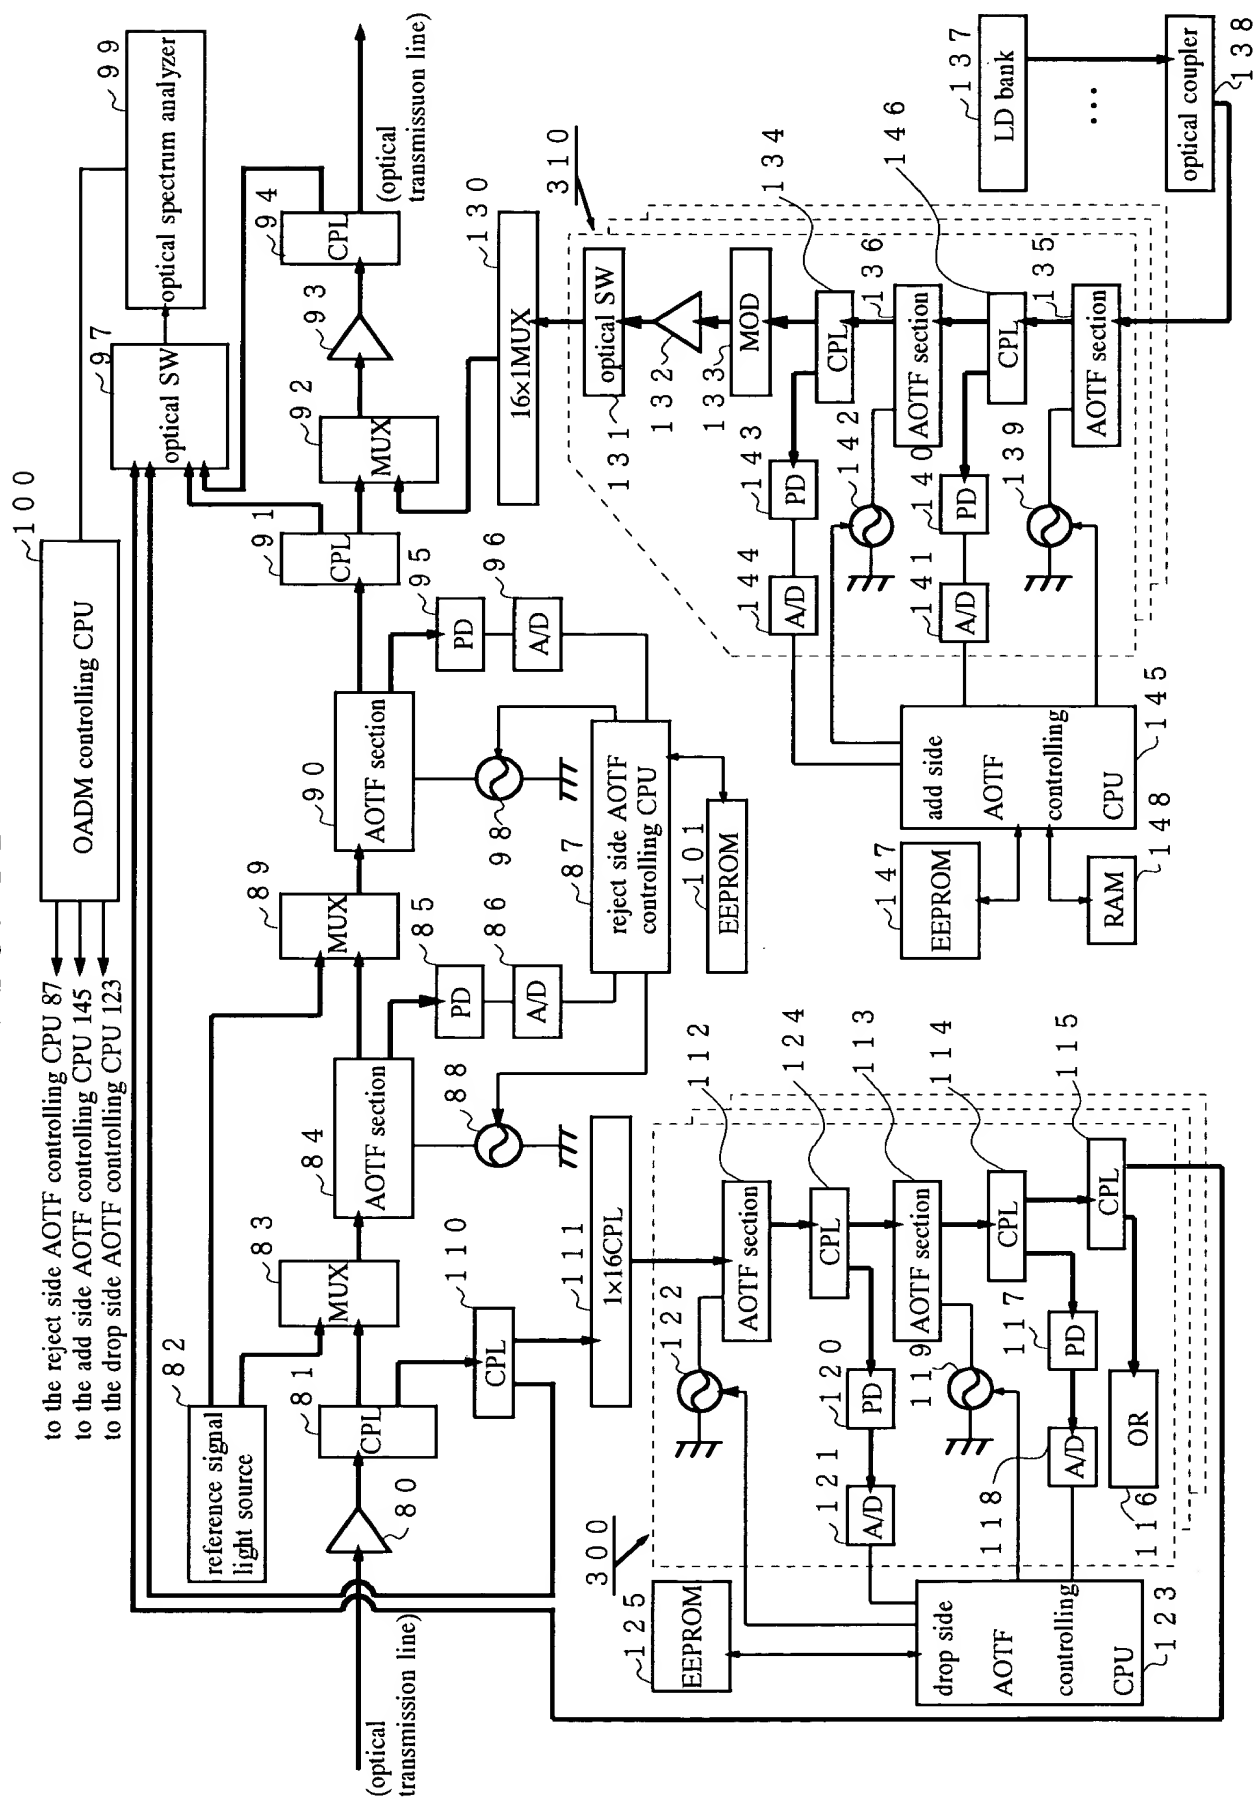 to the reject side AOTF controlling CPU 87
to the add side AOTF controlling CPU 145
to the drop side AOTF controlling CPU 123
100
OADM controlling CPU
99
optical spectrum analyzer
97
optical SW
82
reference signal
light source
(optical
transmission line)
80
81
CPL
83
MUX
84
AOTF section
89
MUX
90
AOTF section
91
CPL
92
MUX
93
94
CPL
(optical
transmissuon line)
110
CPL
88
85
PD
86
A/D
98
95
PD
96
A/D
87
reject side AOTF
controlling CPU
101
EEPROM
111
1×16CPL
130
16×1MUX
300
125
EEPROM
drop side
AOTF
controlling
CPU
123
122
112
AOTF section
124
CPL
120
PD
121
A/D
113
AOTF section
119
114
CPL
117
PD
118
A/D
115
CPL
116
OR
310
131
optical SW
132
133
MOD
134
CPL
143
PD
144
A/D
136
AOTF section
142
146
CPL
140
PD
141
A/D
135
AOTF section
139
add side
AOTF
controlling
CPU
145
147
EEPROM
148
RAM
137
LD bank
...
optical coupler
138